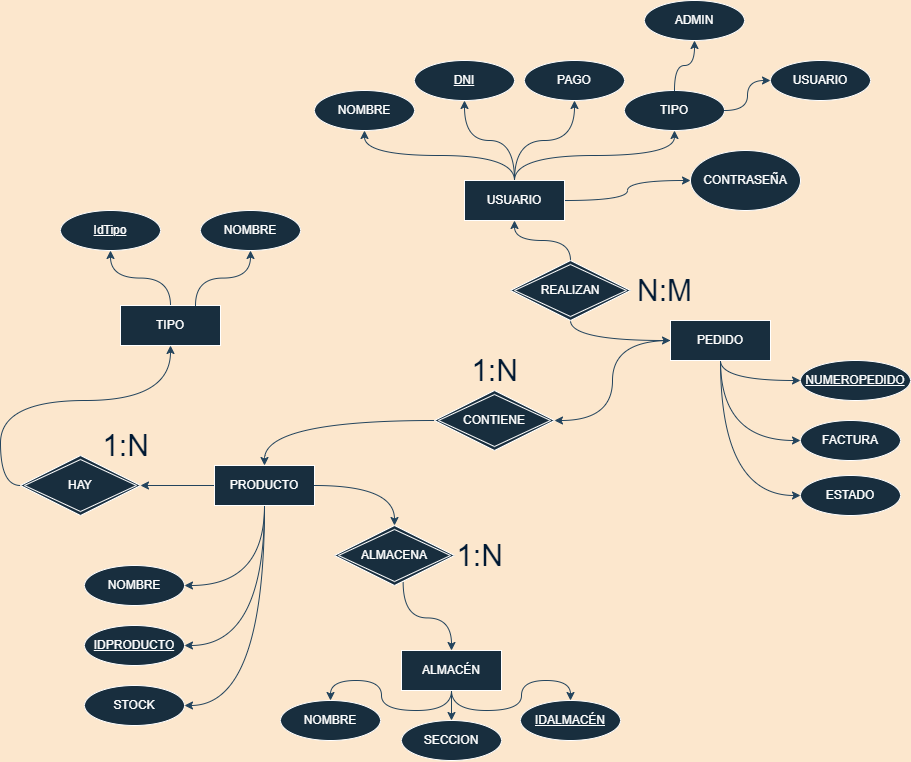 ADMIN
DNI
PAGO
USUARIO
NOMBRE
TIPO
CONTRASEÑA
USUARIO
IdTipo
NOMBRE
REALIZAN
N:M
TIPO
PEDIDO
1:N
NUMEROPEDIDO
CONTIENE
FACTURA
1:N
HAY
PRODUCTO
ESTADO
ALMACENA
1:N
NOMBRE
IDPRODUCTO
ALMACÉN
STOCK
NOMBRE
IDALMACÉN
SECCION